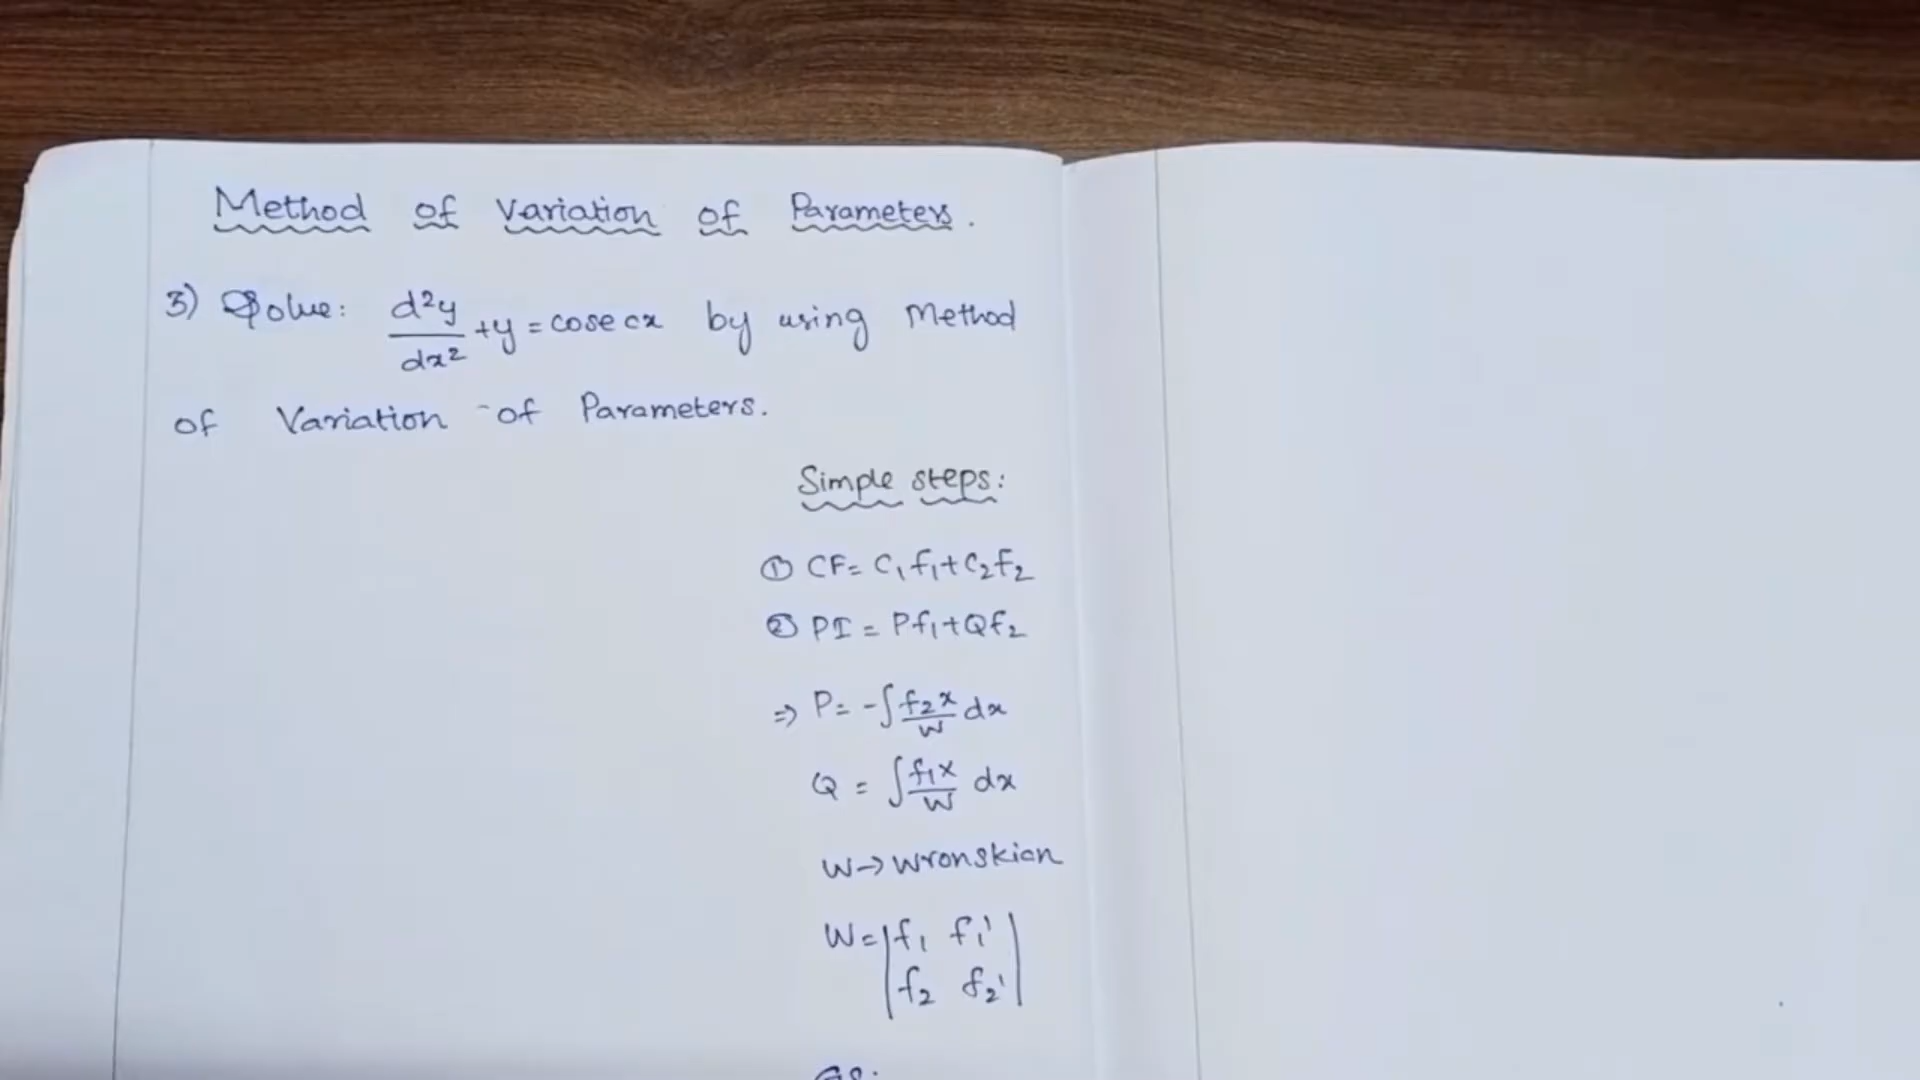 Method of Variation of Parameters.
3) Solve: d²y/dx² +y = cosecx by using Method
of Variation of Parameters.
Simple steps:
① CF = C₁f₁+C₂f₂
② PI = Pf₁+Qf₂
⇒ P = -∫ f₂x/W dx
Q = ∫ f₁x/W dx
W→ Wronskian
W = |f₁ f₁'|
|f₂ f₂'|